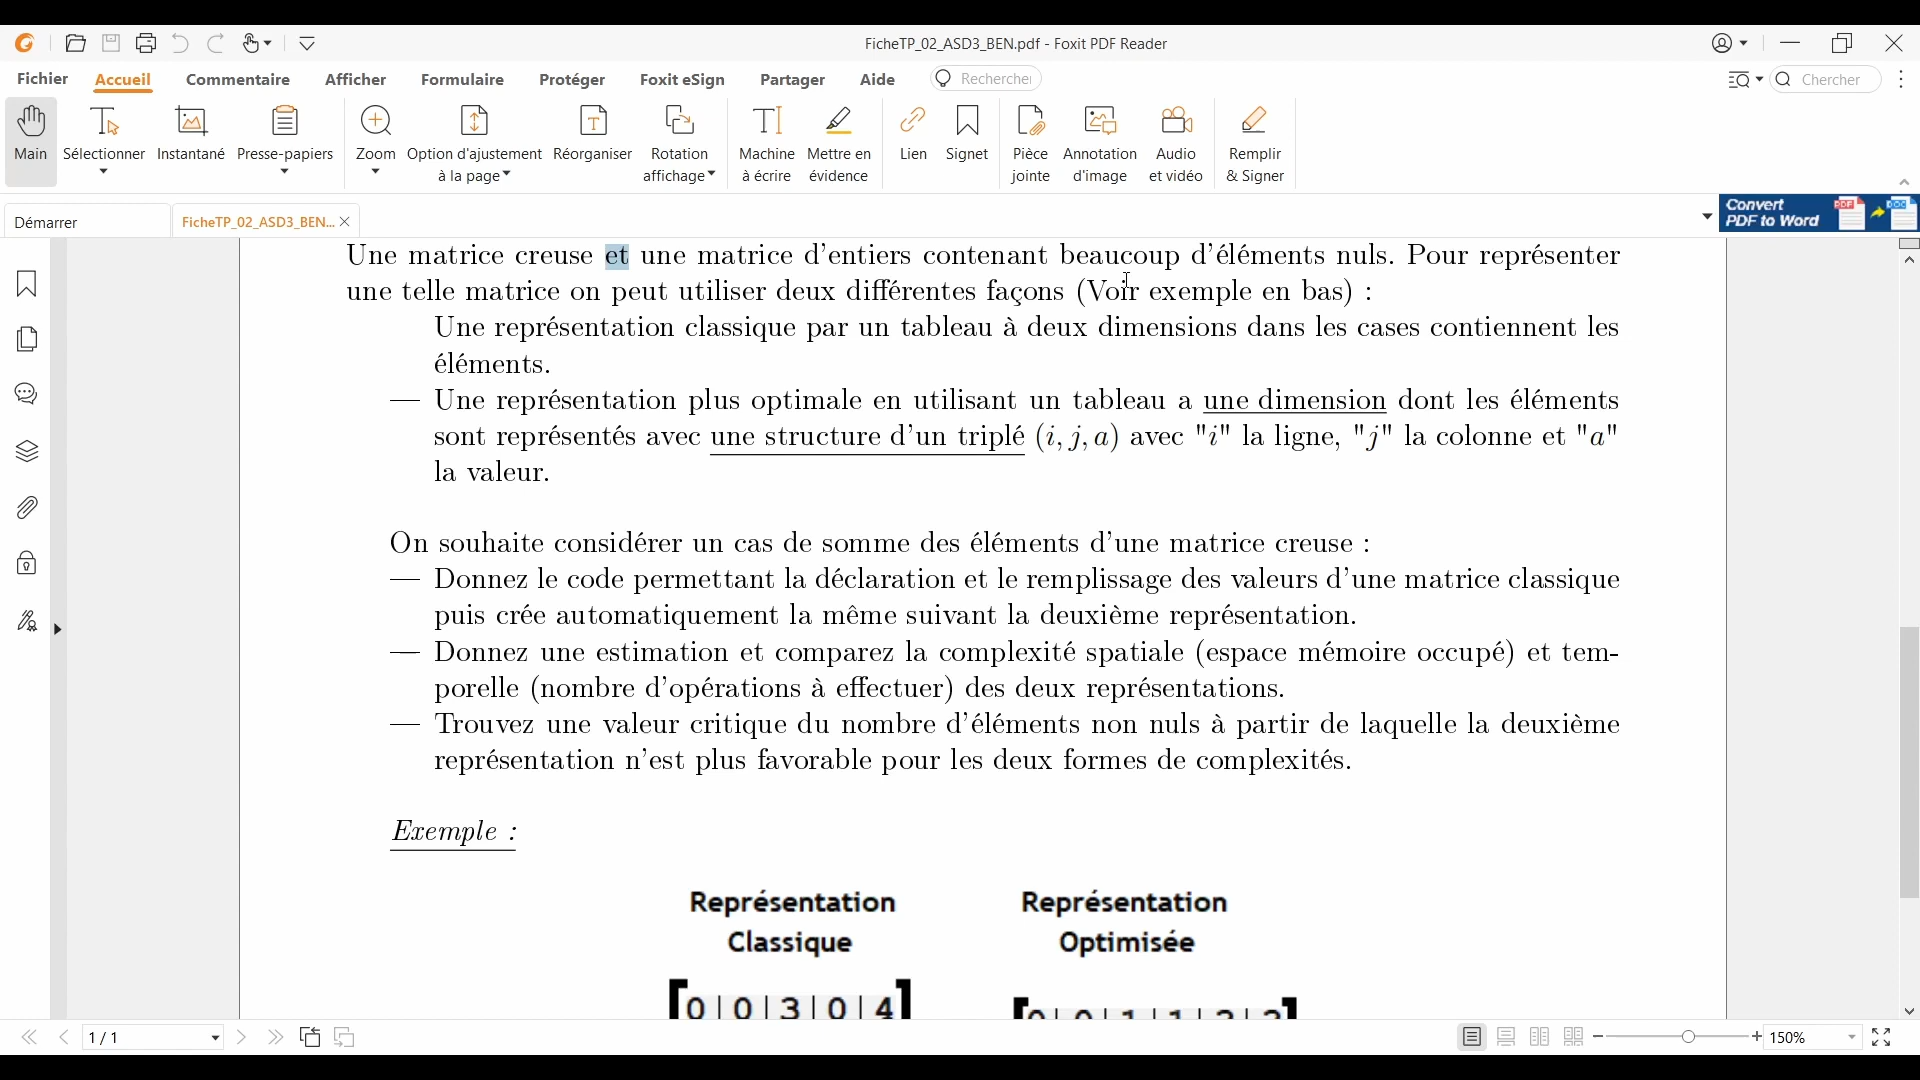 FicheTP_02_ASD3_BEN.pdf - Foxit PDF Reader
Fichier Accueil Commentaire Afficher Formulaire Protéger Foxit eSign Partager Aide Rechercher Chercher
Main Sélectionner Instantané Presse-papiers Zoom Option d'ajustement à la page Réorganiser Rotation affichage Machine à écrire Mettre en évidence Lien Signet Pièce jointe Annotation d'image Audio et vidéo Remplir & Signer
Démarrer FicheTP_02_ASD3_BEN...
Convert
PDF to Word
PDF DOC
Une matrice creuse et une matrice d'entiers contenant beaucoup d'éléments nuls. Pour représenter
une telle matrice on peut utiliser deux différentes façons (Voir exemple en bas) :
Une représentation classique par un tableau à deux dimensions dans les cases contiennent les
éléments.
— Une représentation plus optimale en utilisant un tableau a une dimension dont les éléments
sont représentés avec une structure d'un triplé (i, j, a) avec "i" la ligne, "j" la colonne et "a"
la valeur.
On souhaite considérer un cas de somme des éléments d'une matrice creuse :
— Donnez le code permettant la déclaration et le remplissage des valeurs d'une matrice classique
puis crée automatiquement la même suivant la deuxième représentation.
— Donnez une estimation et comparez la complexité spatiale (espace mémoire occupé) et tem-
porelle (nombre d'opérations à effectuer) des deux représentations.
— Trouvez une valeur critique du nombre d'éléments non nuls à partir de laquelle la deuxième
représentation n'est plus favorable pour les deux formes de complexités.
Exemple :
Représentation
Classique
Représentation
Optimisée
0 | 0 | 3 | 0 | 4
1 / 1
150%